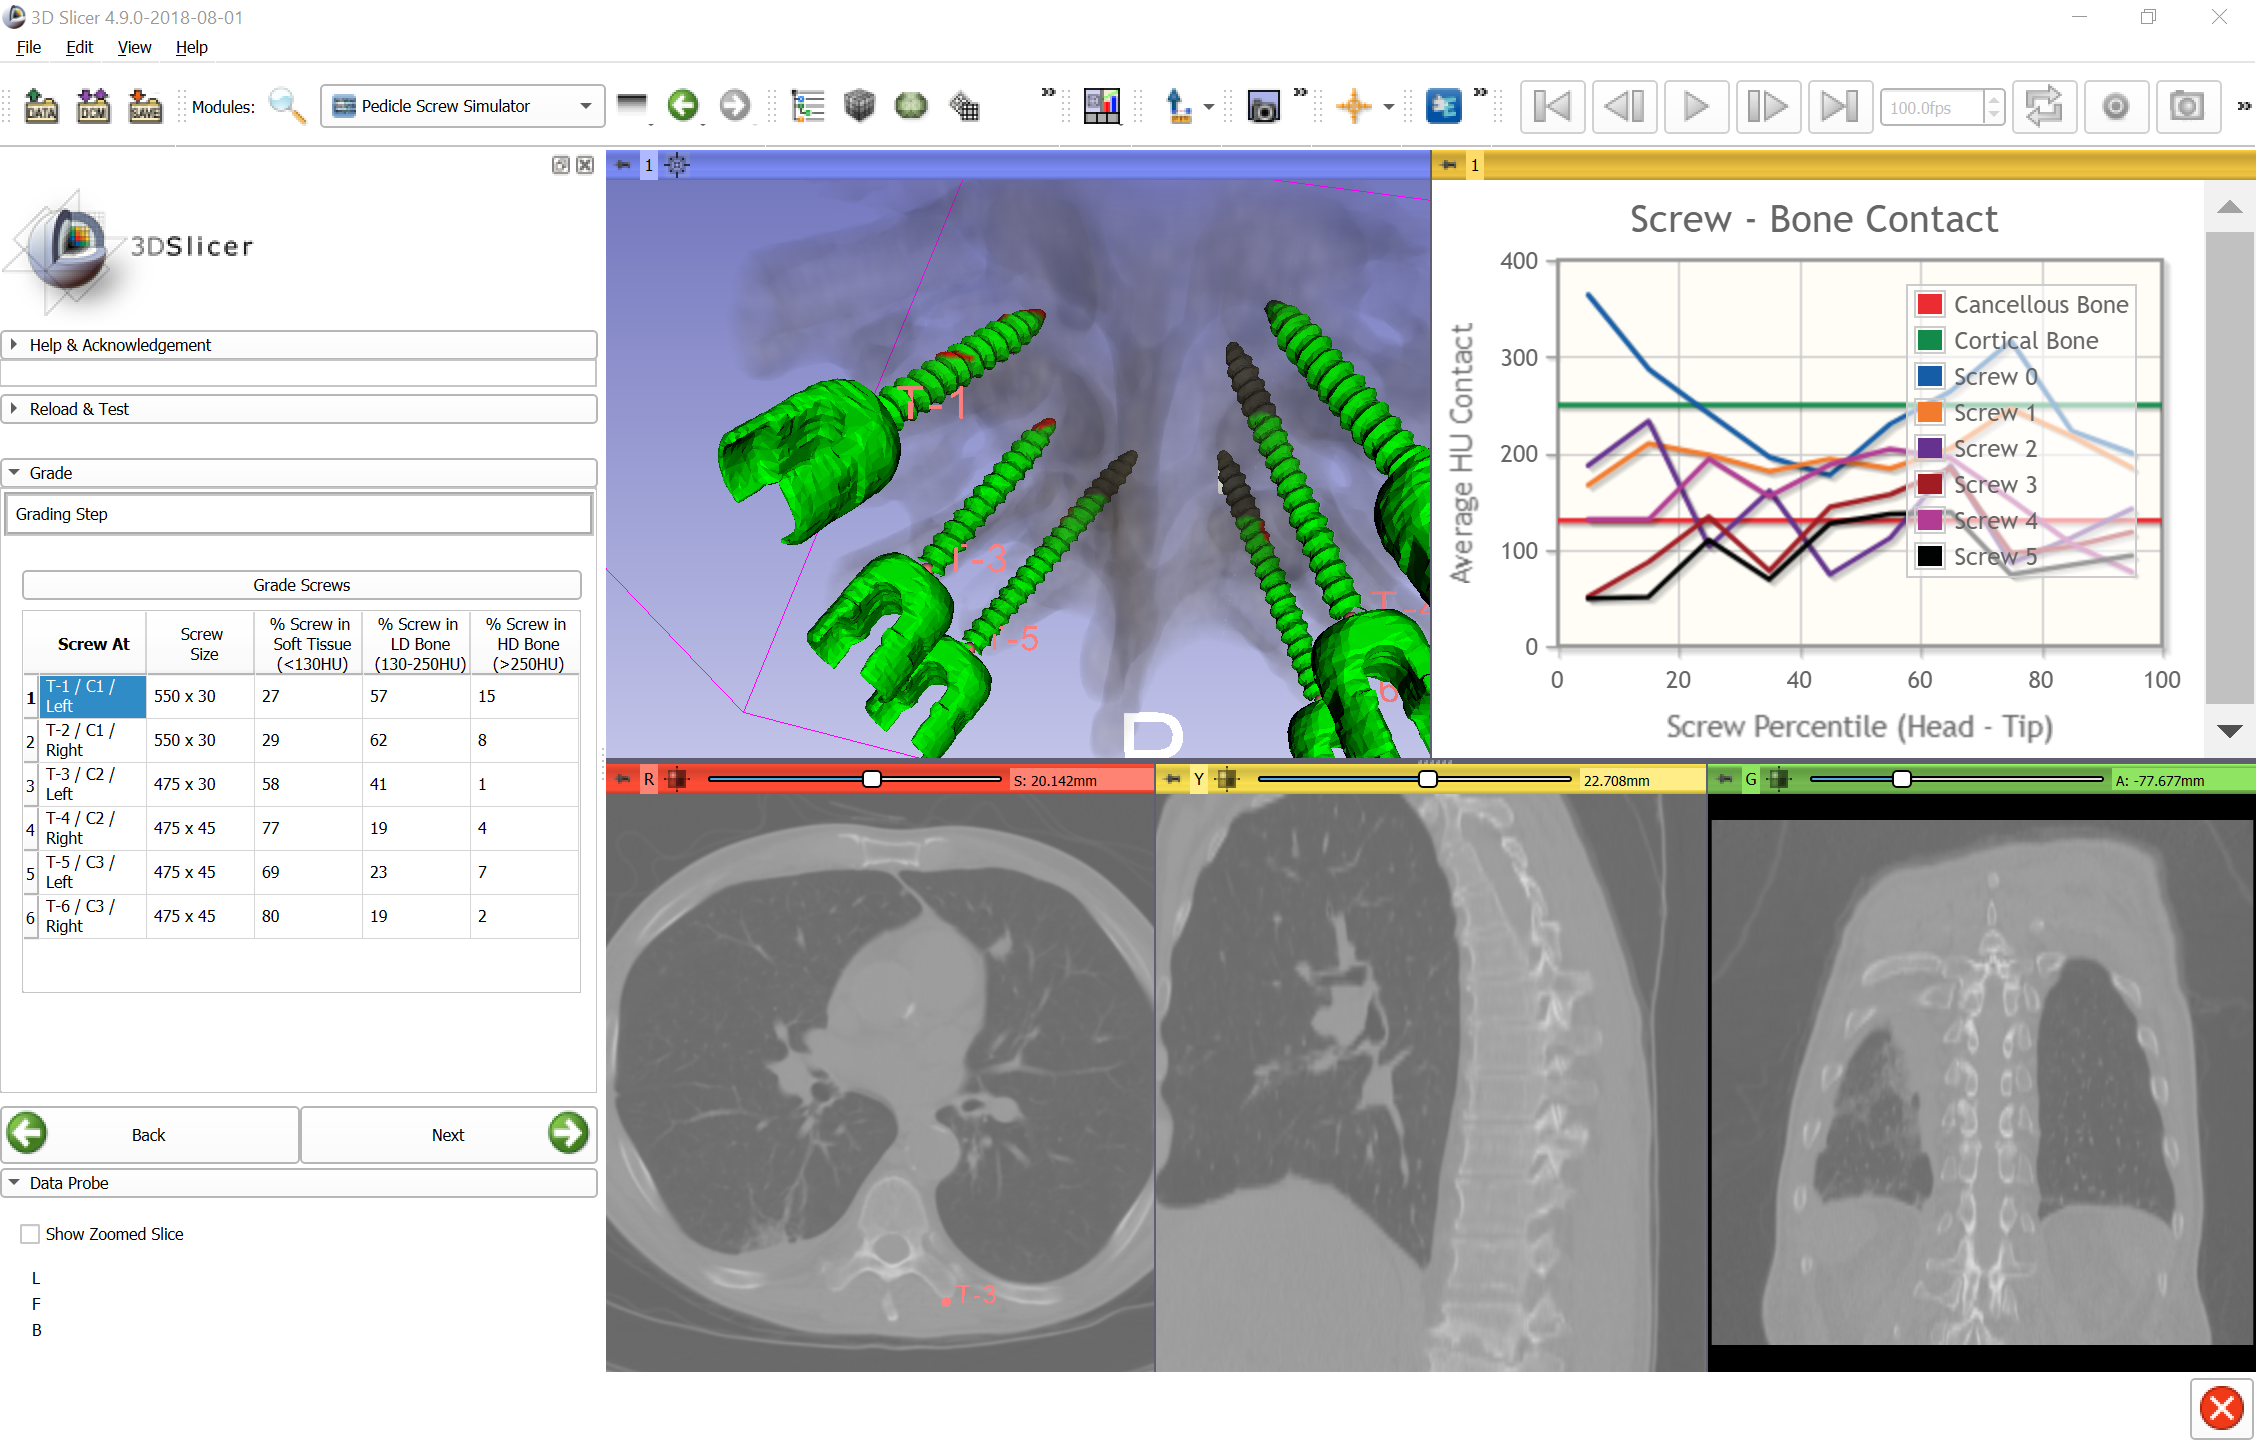 3D Slicer 4.9.0-2018-08-01
File Edit View Help
DATA DCM SAVE Modules: Pedicle Screw Simulator 100.0fps
3DSlicer
Help & Acknowledgement
Reload & Test
Grade
Grading Step
Grade Screws
Screw At
Screw
Size
% Screw in
Soft Tissue
(<130HU)
% Screw in
LD Bone
(130-250HU)
% Screw in
HD Bone
(>250HU)
1 T-1 / C1 / Left 550 x 30 27 57 15
2 T-2 / C1 / Right 550 x 30 29 62 8
3 T-3 / C2 / Left 475 x 30 58 41 1
4 T-4 / C2 / Right 475 x 45 77 19 4
5 T-5 / C3 / Left 475 x 45 69 23 7
6 T-6 / C3 / Right 475 x 45 80 19 2
Back
Next
Data Probe
Show Zoomed Slice
L
F
B
1
T-1
T-3
T-5
T-4
6
1
Screw - Bone Contact
Average HU Contact
400
300
200
100
0
0 20 40 60 80 100
Screw Percentile (Head - Tip)
Cancellous Bone
Cortical Bone
Screw 0
Screw 1
Screw 2
Screw 3
Screw 4
Screw 5
R S: 20.142mm
T-3
Y 22.708mm
G A: -77.677mm